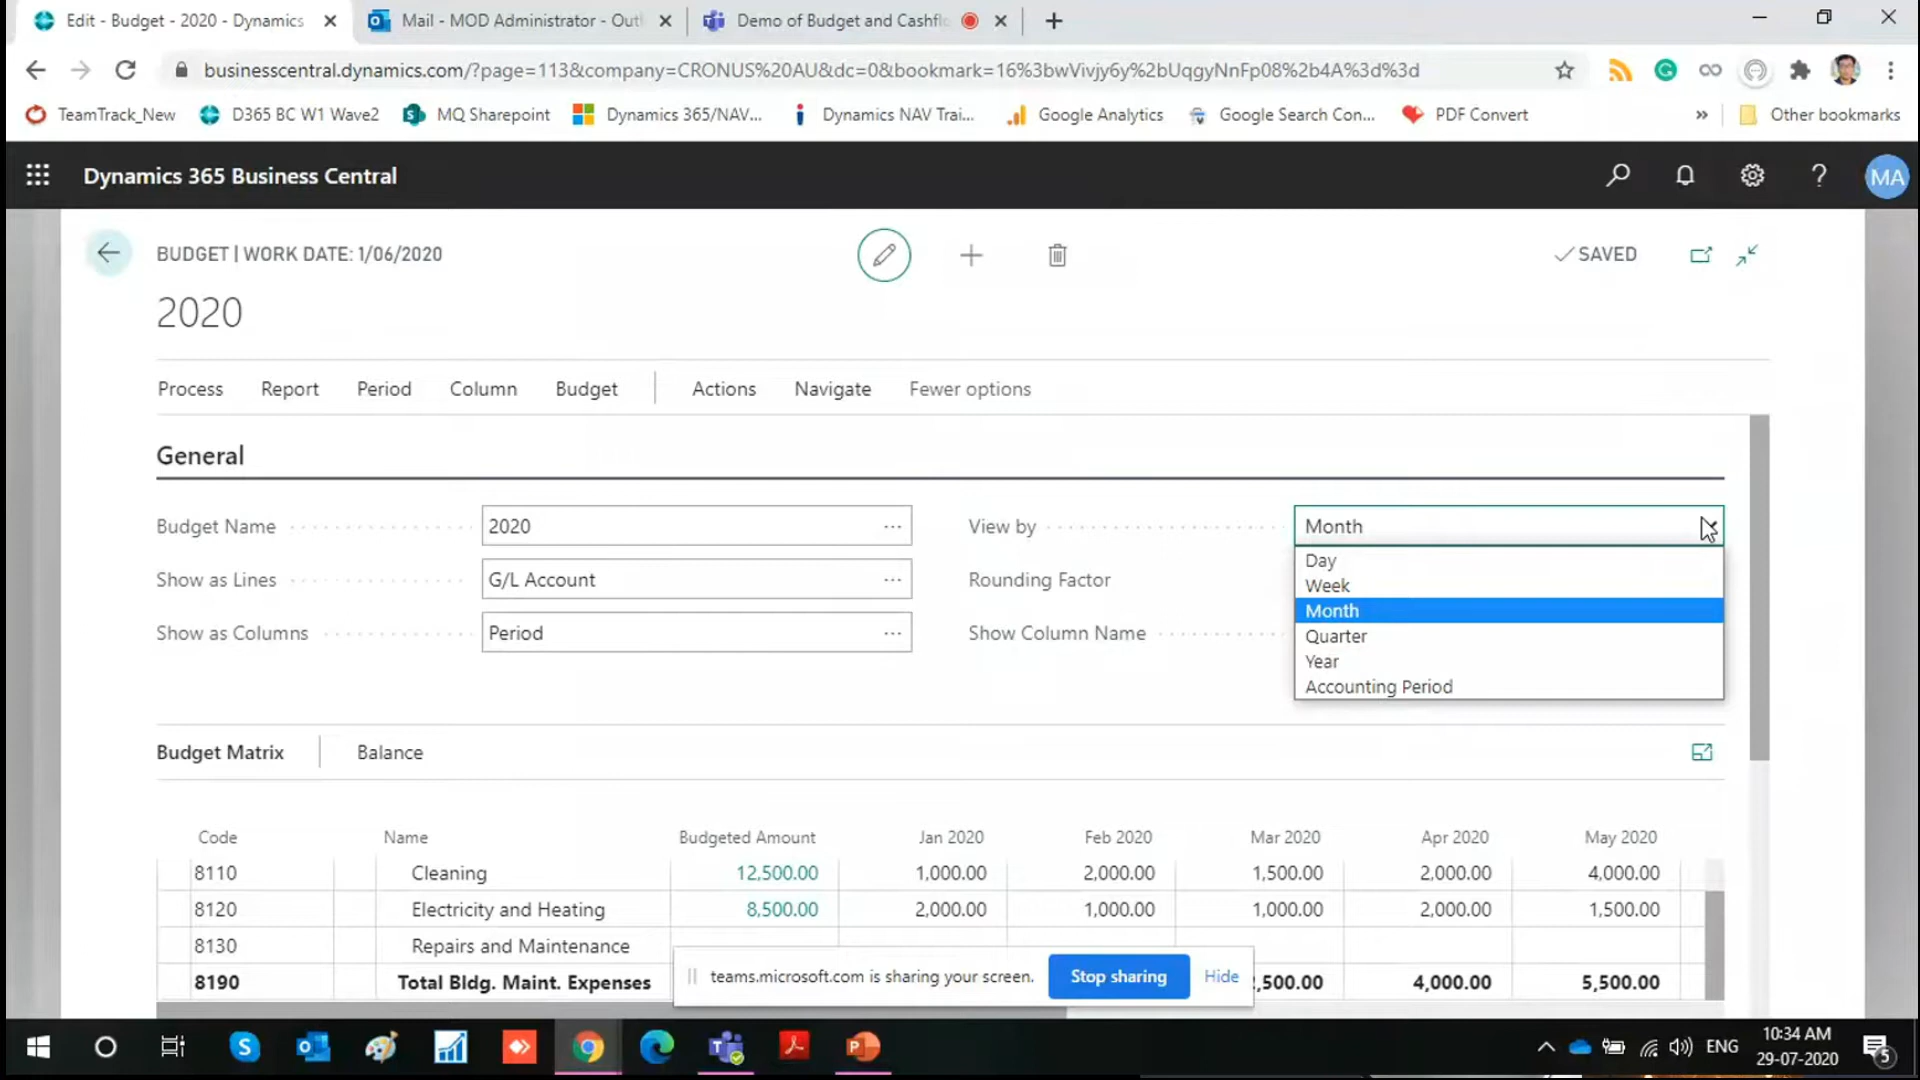 Edit - Budget - 2020 - Dynamics
Mail - MOD Administrator - Outl
Demo of Budget and Cashfl
businesscentral.dynamics.com/?page=113&company=CRONUS%20AU&dc=0&bookmark=16%3bwVivjy6y%2bUqgyNnFp08%2b4A%3d%3d
TeamTrack_New
D365 BC W1 Wave2
MQ Sharepoint
Dynamics 365/NAV...
Dynamics NAV Trai...
Google Analytics
Google Search Con...
PDF Convert
»
Other bookmarks
Dynamics 365 Business Central
MA
BUDGET | WORK DATE: 1/06/2020
SAVED
2020
Process Report Period Column Budget Actions Navigate Fewer options
General
Budget Name 2020 ...
View by Month
Show as Lines G/L Account ...
Rounding Factor
Show as Columns Period ...
Show Column Name
Day
Week
Month
Quarter
Year
Accounting Period
Budget Matrix Balance
Code Name Budgeted Amount Jan 2020 Feb 2020 Mar 2020 Apr 2020 May 2020
8110 Cleaning 12,500.00 1,000.00 2,000.00 1,500.00 2,000.00 4,000.00
8120 Electricity and Heating 8,500.00 2,000.00 1,000.00 1,000.00 2,000.00 1,500.00
8130 Repairs and Maintenance
8190 Total Bldg. Maint. Expenses ,500.00 4,000.00 5,500.00
teams.microsoft.com is sharing your screen. Stop sharing Hide
ENG
10:34 AM
29-07-2020
5